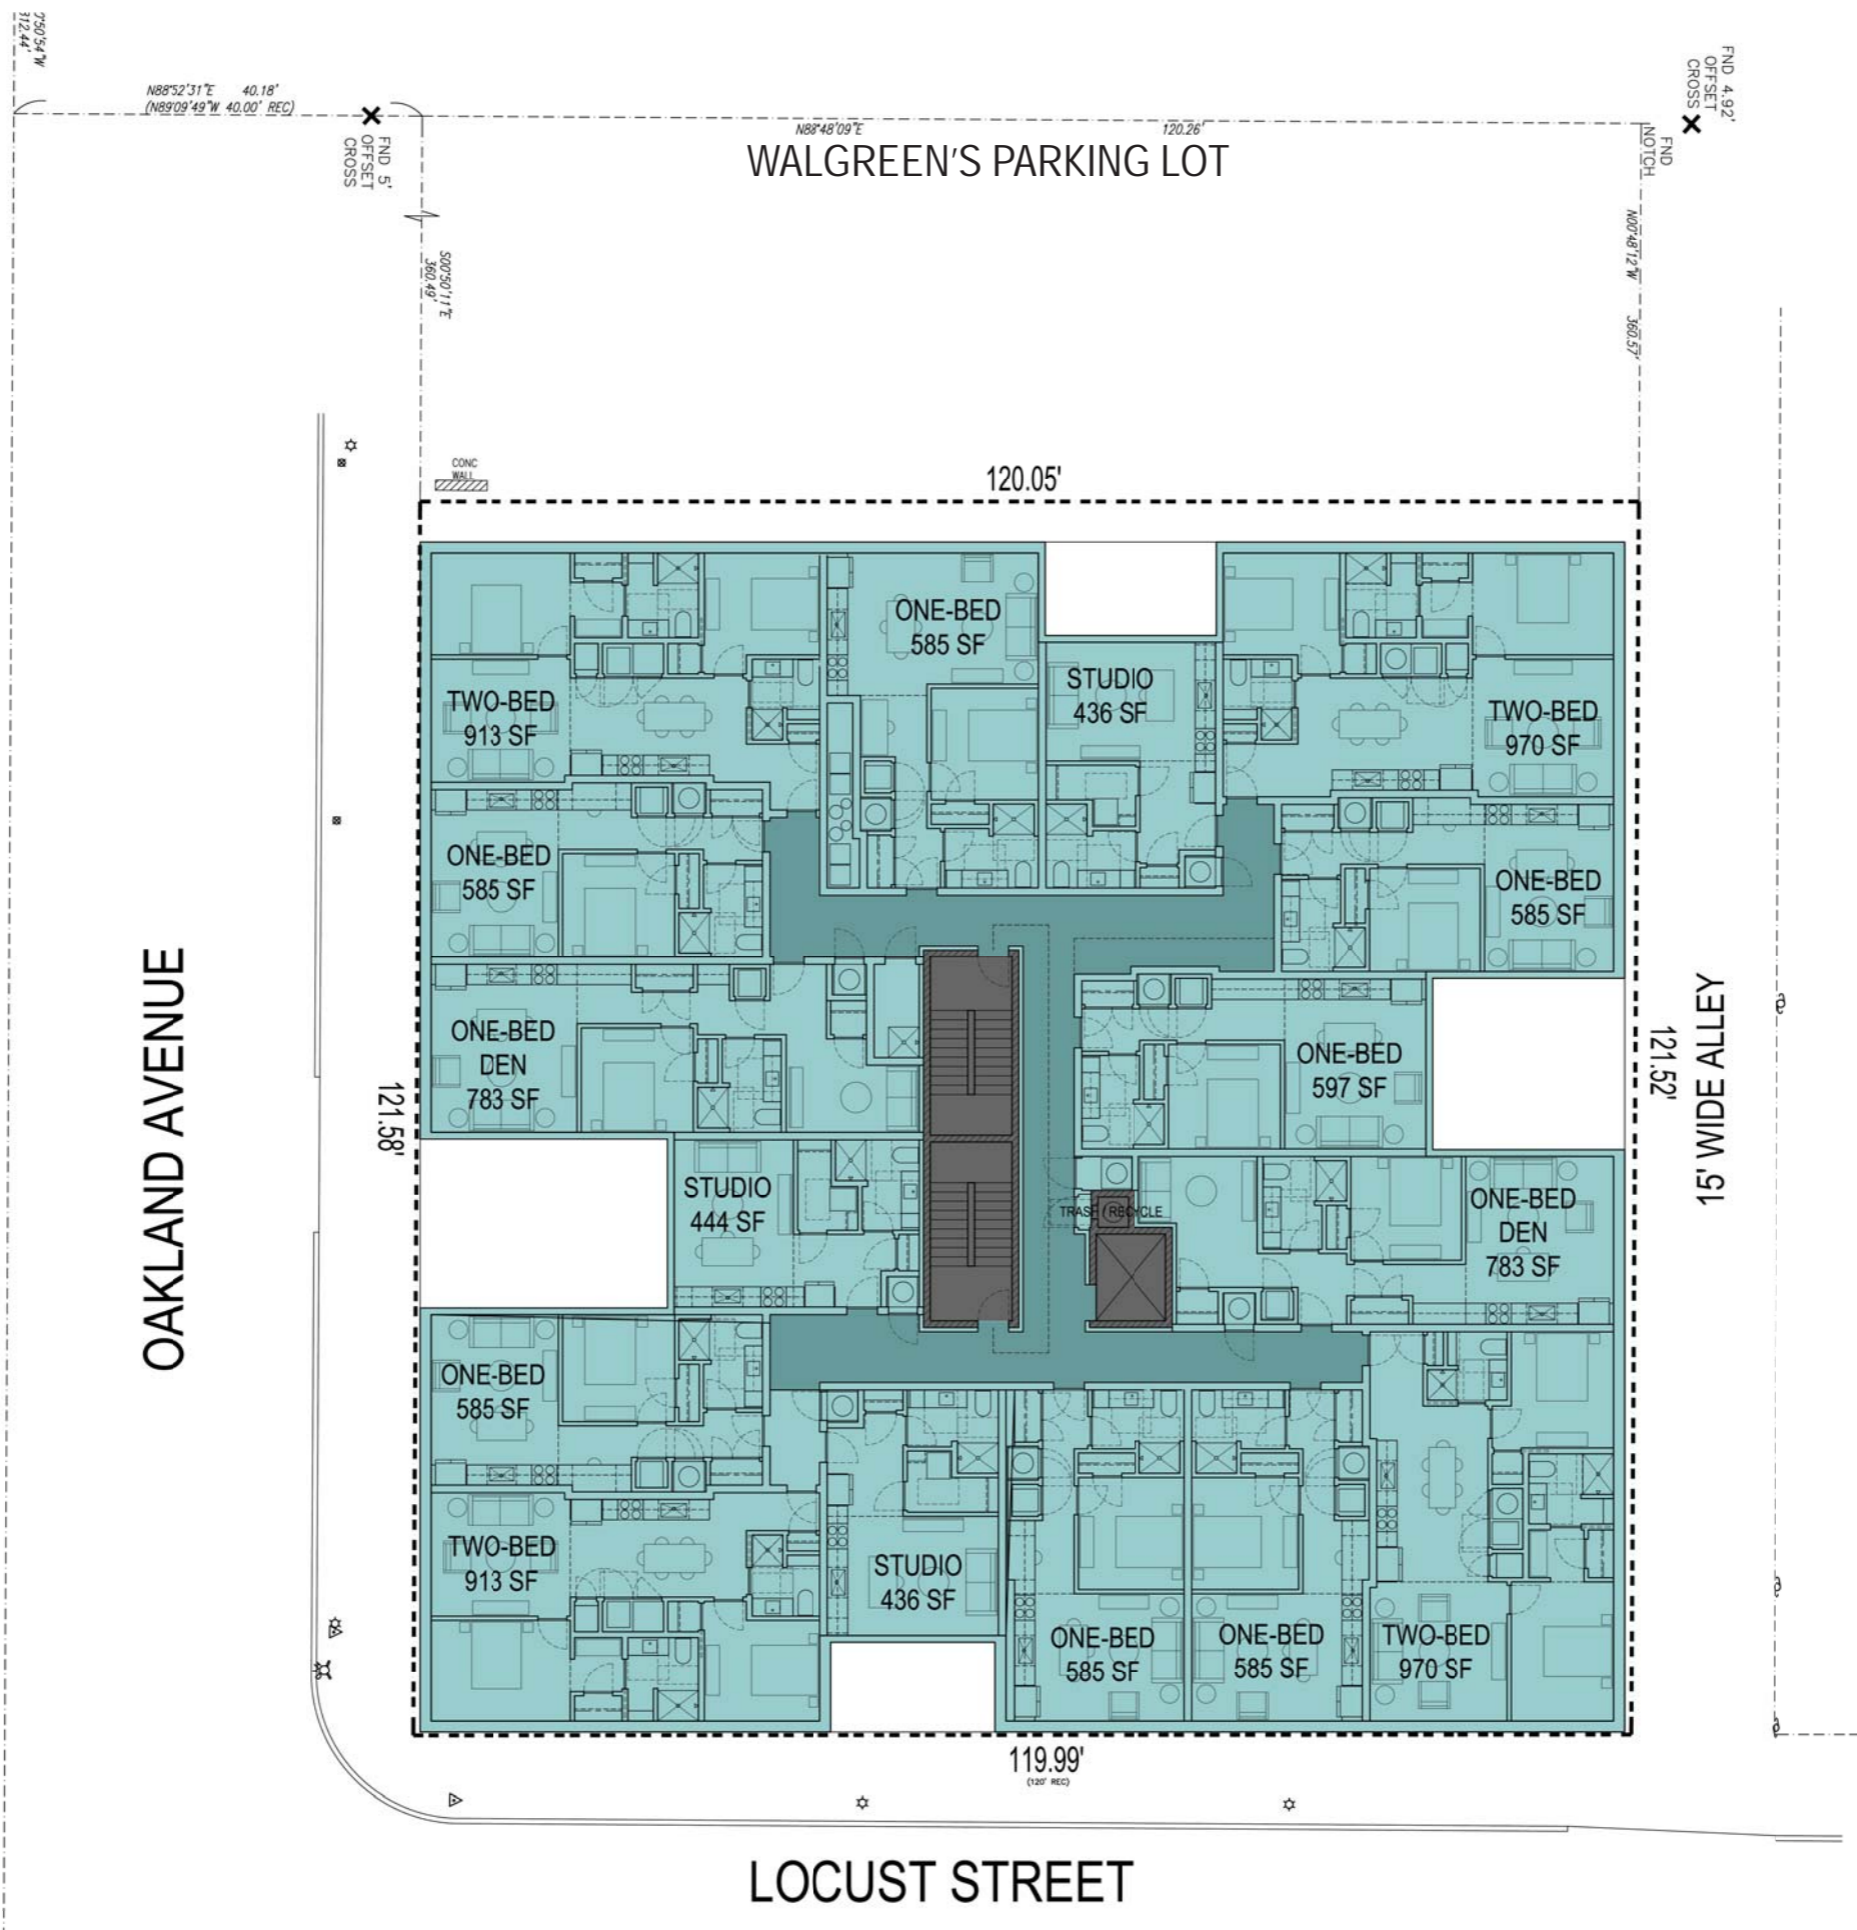 0°50'54"W
312.44'
N88°52'31"E 40.18'
(N89°09'49"W 40.00' REC)
FND 5'
OFFSET
CROSS
N88°48'09"E 120.26'
WALGREEN'S PARKING LOT
FND 4.92'
OFFSET
CROSS
FND
NOTCH
S00°50'11"E
360.49'
N00°48'12"W 360.57'
CONC
WALL
120.05'
ONE-BED
585 SF
STUDIO
436 SF
TWO-BED
913 SF
TWO-BED
970 SF
ONE-BED
585 SF
ONE-BED
585 SF
ONE-BED
DEN
783 SF
ONE-BED
597 SF
OAKLAND AVENUE
121.58'
121.52'
15' WIDE ALLEY
STUDIO
444 SF
TRASH / RECYCLE
ONE-BED
DEN
783 SF
ONE-BED
585 SF
TWO-BED
913 SF
STUDIO
436 SF
ONE-BED
585 SF
ONE-BED
585 SF
TWO-BED
970 SF
119.99'
(120' REC)
LOCUST STREET